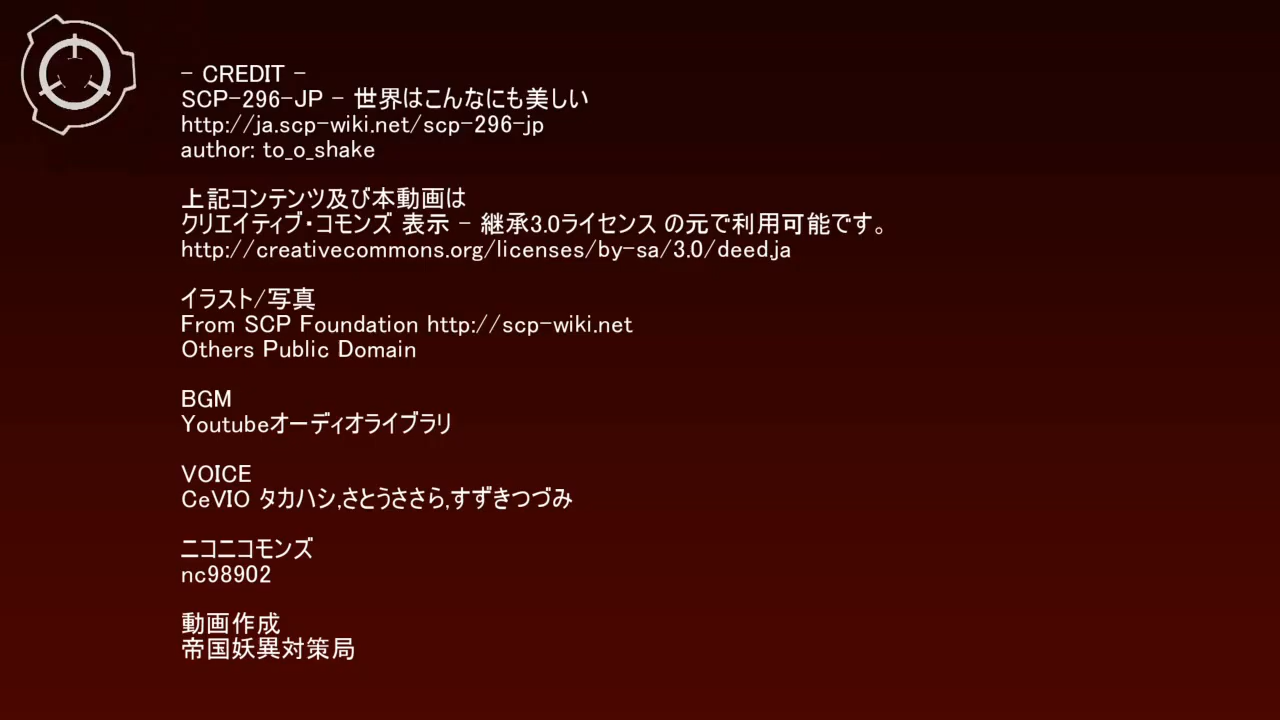 - CREDIT -
SCP-296-JP - 世界はこんなにも美しい
http://ja.scp-wiki.net/scp-296-jp
author: to_o_shake
上記コンテンツ及び本動画は
クリエイティブ・コモンズ 表示 - 継承3.0ライセンス の元で利用可能です。
http://creativecommons.org/licenses/by-sa/3.0/deed.ja
イラスト/写真
From SCP Foundation http://scp-wiki.net
Others Public Domain
BGM
Youtubeオーディオライブラリ
VOICE
CeVIO タカハシ,さとうささら,すずきつづみ
ニコニコモンズ
nc98902
動画作成
帝国妖異対策局